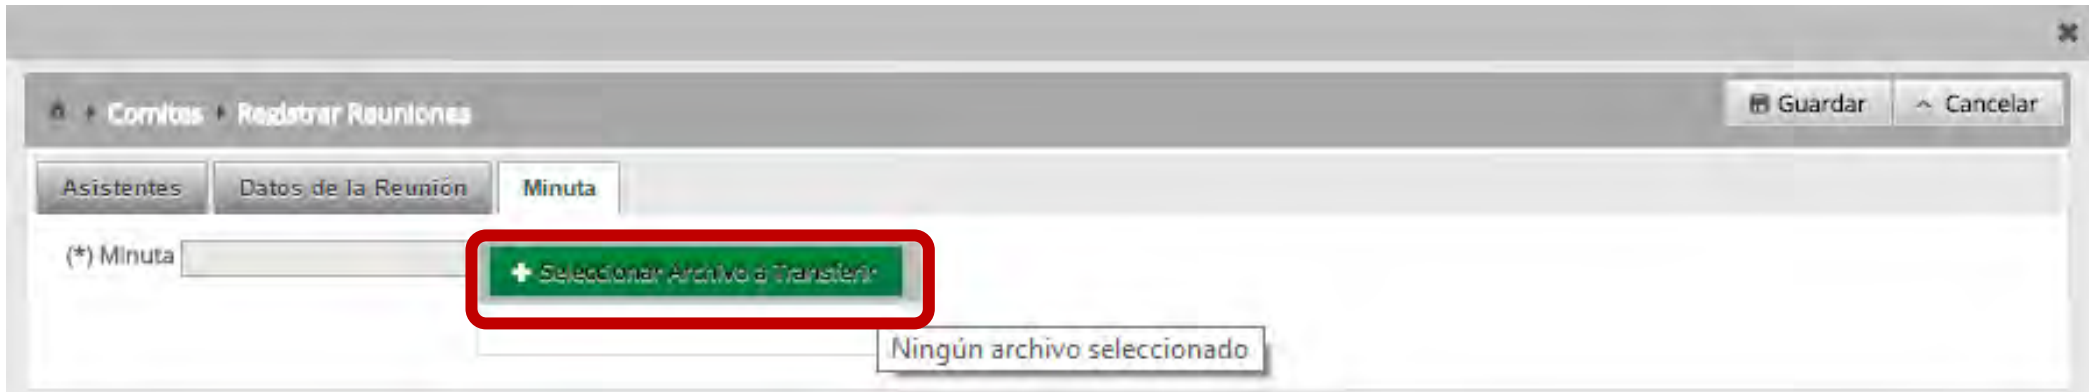 Comites Registrar Reuniones
Guardar Cancelar
Asistentes Datos de la Reunión Minuta
(*) Minuta
Seleccionar Archivo a Transferir
Ningún archivo seleccionado